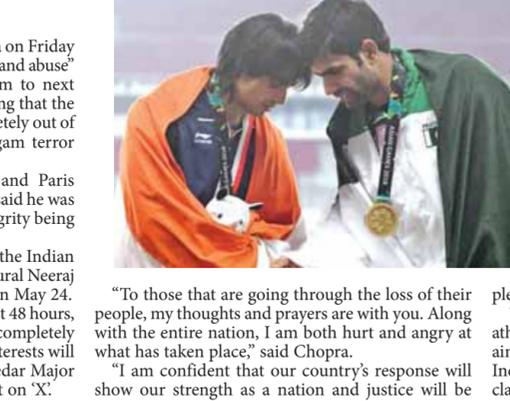 on Friday
and abuse”
m to next
ng that the
etely out of
gam terror
and Paris
said he was
grity being
the Indian
ural Neeraj
n May 24.
t 48 hours,
completely
terests will
edar Major
t on ‘X’.
“To those that are going through the loss of their
people, my thoughts and prayers are with you. Along
with the entire nation, I am both hurt and angry at
what has taken place,” said Chopra.
“I am confident that our country’s response will
show our strength as a nation and justice will be
ple
ath
ain
Inc
cla